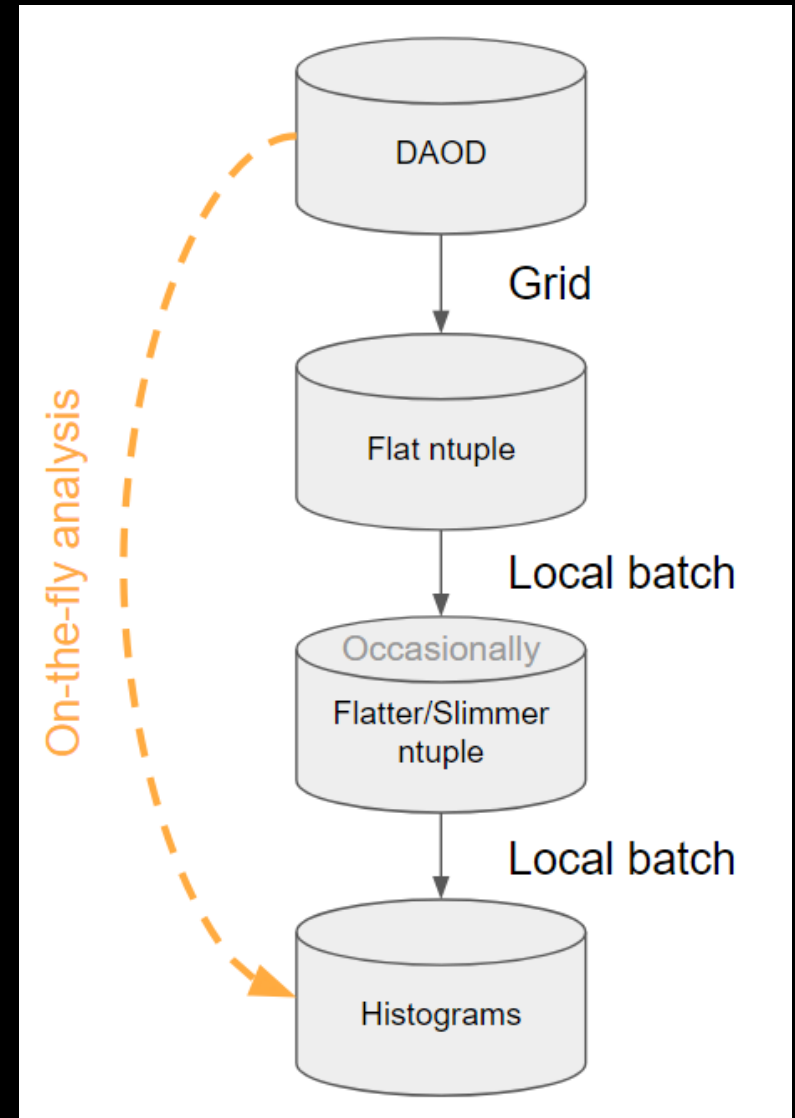 DAOD
Grid
Flat ntuple
Local batch
Occasionally
Flatter/Slimmer
ntuple
Local batch
Histograms
On-the-fly analysis